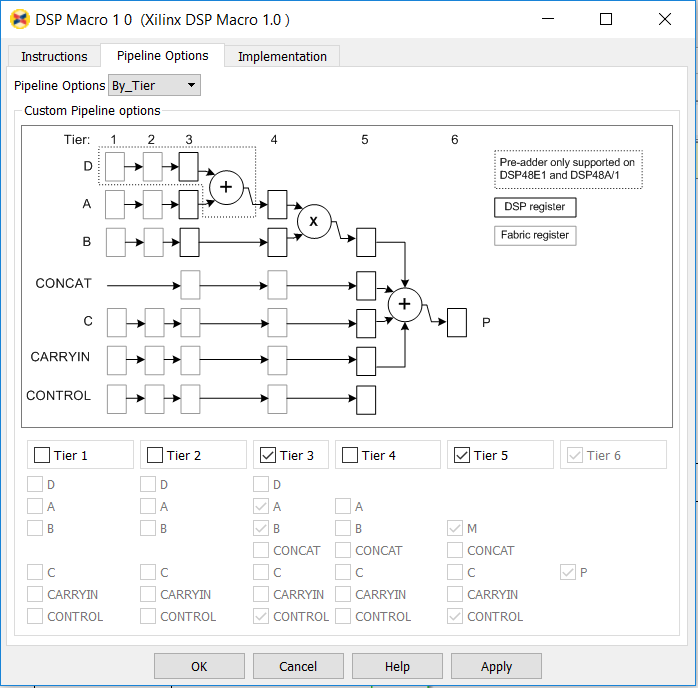 DSP Macro 1 0 (Xilinx DSP Macro 1.0 )
Instructions Pipeline Options Implementation
Pipeline Options By_Tier
Custom Pipeline options
Tier: 1 2 3 4 5 6
D
Pre-adder only supported on
DSP48E1 and DSP48A/1
+
A
DSP register
X
B
Fabric register
CONCAT
+
C
P
CARRYIN
CONTROL
Tier 1 Tier 2 Tier 3 Tier 4 Tier 5 Tier 6
D D D
A A A A
B B B B M
CONCAT CONCAT CONCAT
C C C C C P
CARRYIN CARRYIN CARRYIN CARRYIN CARRYIN
CONTROL CONTROL CONTROL CONTROL CONTROL
OK Cancel Help Apply